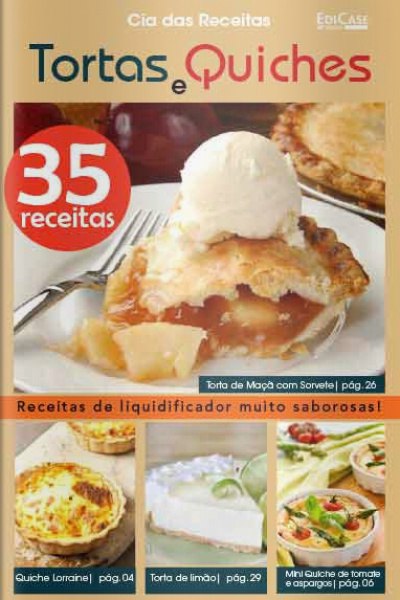 Cia das Receitas
EDICASE
Tortas e Quiches
35
receitas
Torta de Maçã com Sorvete| pág.26
Receitas de liquidificador muito saborosas!
Quiche Lorraine| pág.04
Torta de limão| pág.29
Mini Quiche de tomate
e aspargos| pág.06